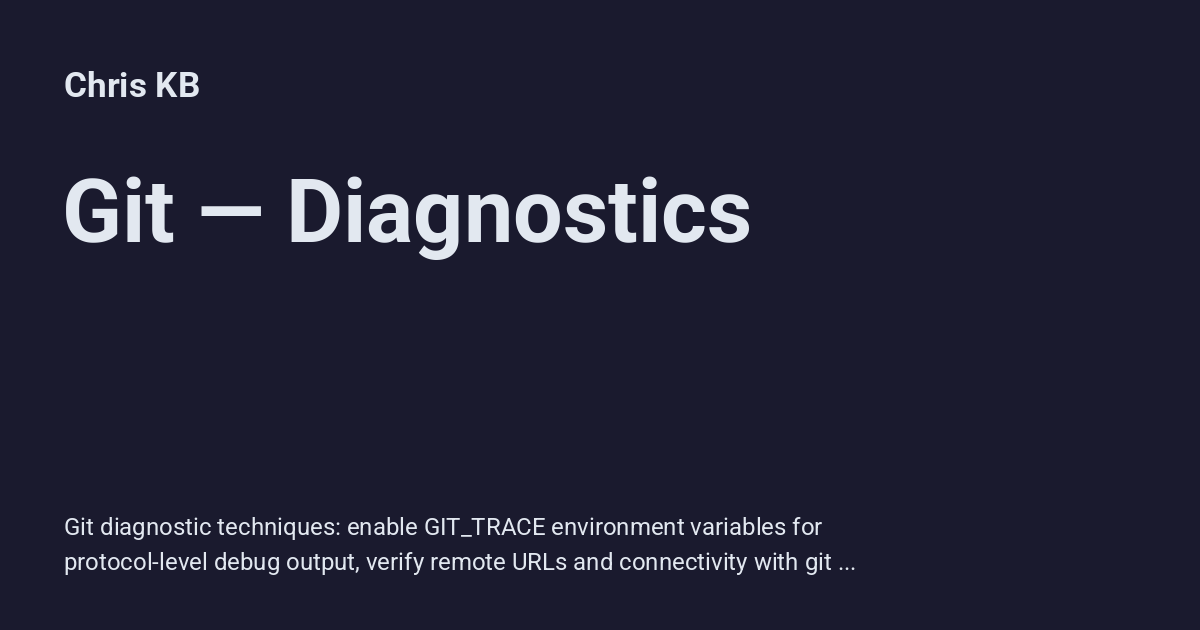 Chris KB
Git — Diagnostics
Git diagnostic techniques: enable GIT_TRACE environment variables for
protocol-level debug output, verify remote URLs and connectivity with git ...